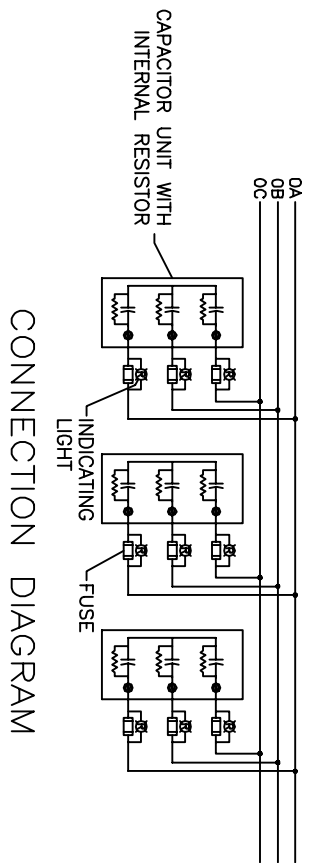 ØA
ØB
ØC
R R R
R R R
R R R
CAPACITOR UNIT WITH
INTERNAL RESISTOR
INDICATING
LIGHT
FUSE
CONNECTION DIAGRAM